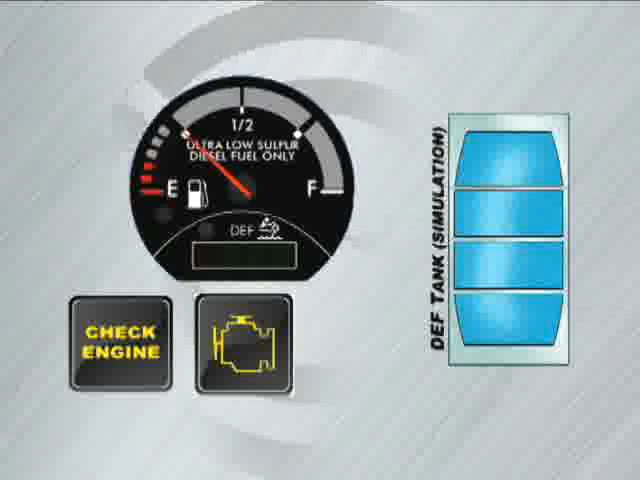 1/2
ULTRA LOW SULFUR
DIESEL FUEL ONLY
E
F
DEF
CHECK
ENGINE
DEF TANK (SIMULATION)